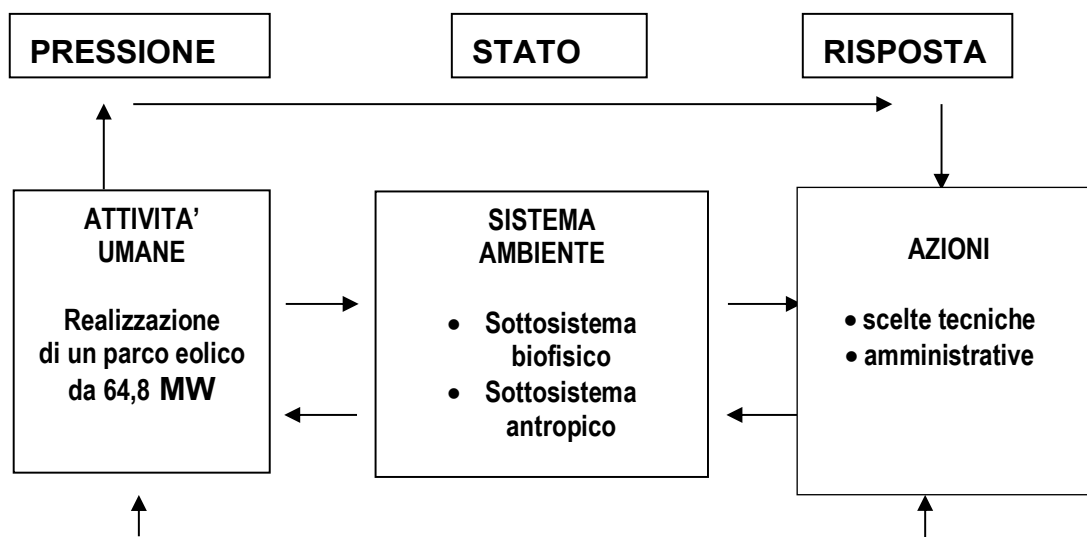 PRESSIONE
STATO
RISPOSTA
ATTIVITA’
UMANE
Realizzazione
di un parco eolico
da 64,8 MW
SISTEMA
AMBIENTE
• Sottosistema
biofisico
• Sottosistema
antropico
AZIONI
• scelte tecniche
• amministrative